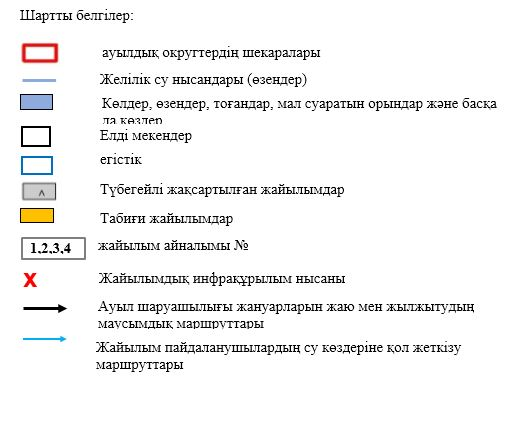 Шартты белгілер:
ауылдық округтердің шекаралары
Желілік су нысандары (өзендер)
Көлдер, өзендер, тоғандар, мал суаратын орындар және басқа
да көздер
Елді мекендер
егістік
Түбегейлі жақсартылған жайылымдар
Табиғи жайылымдар
1,2,3,4 жайылым айналымы №
X Жайылымдық инфрақұрылым нысаны
Ауыл шаруашылығы жануарларын жаю мен жылжытудың
маусымдық маршруттары
Жайылым пайдаланушылардың су көздеріне қол жеткізу
маршруттары